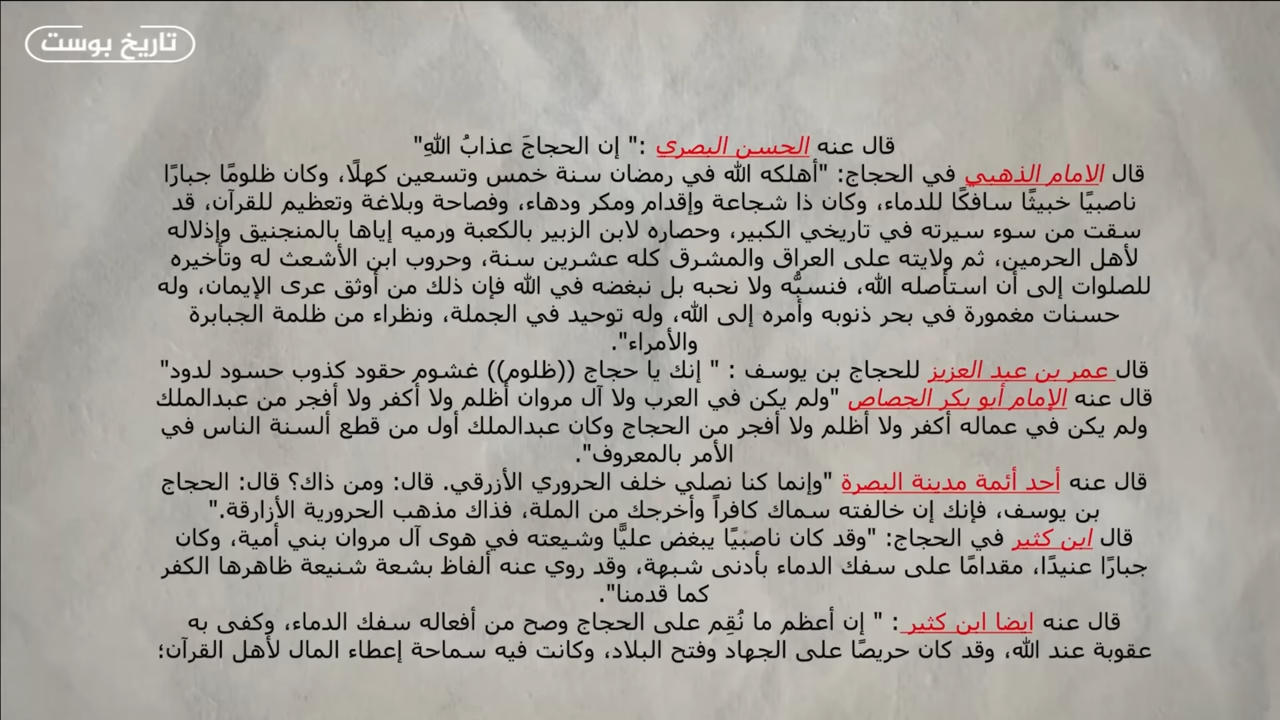 تاريخ بوست
قال عنه الحسن البصري :" إن الحجاجَ عذابُ اللهِ"
قال الامام الذهبي في الحجاج: "أهلكه الله في رمضان سنة خمس وتسعين كهلًا، وكان ظلومًا جبارًا
ناصبيًا خبيثًا سافكًا للدماء، وكان ذا شجاعة وإقدام ومكر ودهاء، وفصاحة وبلاغة وتعظيم للقرآن، قد
سقت من سوء سيرته في تاريخي الكبير، وحصاره لابن الزبير بالكعبة ورميه إياها بالمنجنيق وإذلاله
لأهل الحرمين، ثم ولايته على العراق والمشرق كله عشرين سنة، وحروب ابن الأشعث له وتأخيره
للصلوات إلى أن استأصله الله، فنسبُّه ولا نحبه بل نبغضه في الله فإن ذلك من أوثق عرى الإيمان، وله
حسنات مغمورة في بحر ذنوبه وأمره إلى الله، وله توحيد في الجملة، ونظراء من ظلمة الجبابرة
والأمراء".
قال عمر بن عبد العزيز للحجاج بن يوسف : " إنك يا حجاج ((ظلوم)) غشوم حقود كذوب حسود لدود"
قال عنه الإمام أبو بكر الجصاص "ولم يكن في العرب ولا آل مروان أظلم ولا أكفر ولا أفجر من عبدالملك
ولم يكن في عماله أكفر ولا أظلم ولا أفجر من الحجاج وكان عبدالملك أول من قطع ألسنة الناس في
الأمر بالمعروف".
قال عنه أحد أئمة مدينة البصرة "وإنما كنا نصلي خلف الحروري الأزرقي. قال: ومن ذاك؟ قال: الحجاج
بن يوسف، فإنك إن خالفته سماك كافراً وأخرجك من الملة، فذاك مذهب الحرورية الأزارقة."
قال ابن كثير في الحجاج: "وقد كان ناصبيًا يبغض عليًّا وشيعته في هوى آل مروان بني أمية، وكان
جبارًا عنيدًا، مقدامًا على سفك الدماء بأدنى شبهة، وقد روي عنه ألفاظ بشعة شنيعة ظاهرها الكفر
كما قدمنا".
قال عنه ايضا ابن كثير : " إن أعظم ما نُقِم على الحجاج وصح من أفعاله سفك الدماء، وكفى به
عقوبة عند الله، وقد كان حريصًا على الجهاد وفتح البلاد، وكانت فيه سماحة إعطاء المال لأهل القرآن؛